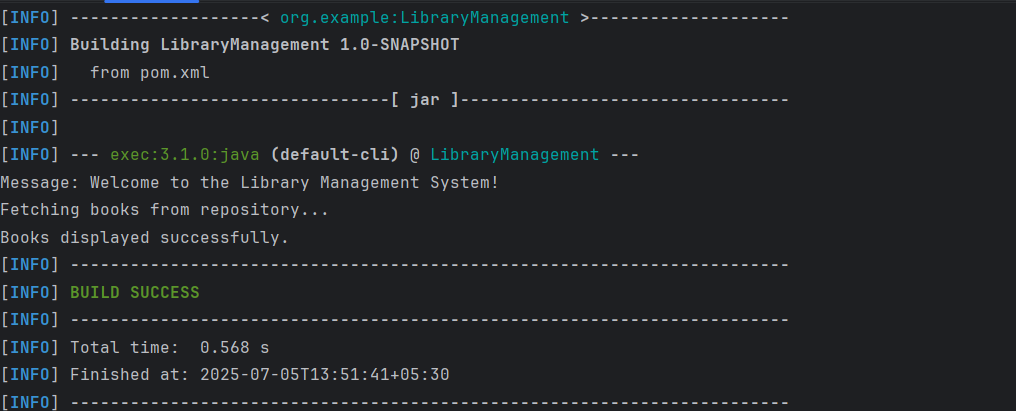 [INFO] -------------------< org.example:LibraryManagement >--------------------
[INFO] Building LibraryManagement 1.0-SNAPSHOT
[INFO]   from pom.xml
[INFO] --------------------------------[ jar ]---------------------------------
[INFO]
[INFO] --- exec:3.1.0:java (default-cli) @ LibraryManagement ---
Message: Welcome to the Library Management System!
Fetching books from repository...
Books displayed successfully.
[INFO] ------------------------------------------------------------------------
[INFO] BUILD SUCCESS
[INFO] ------------------------------------------------------------------------
[INFO] Total time:  0.568 s
[INFO] Finished at: 2025-07-05T13:51:41+05:30
[INFO] ------------------------------------------------------------------------